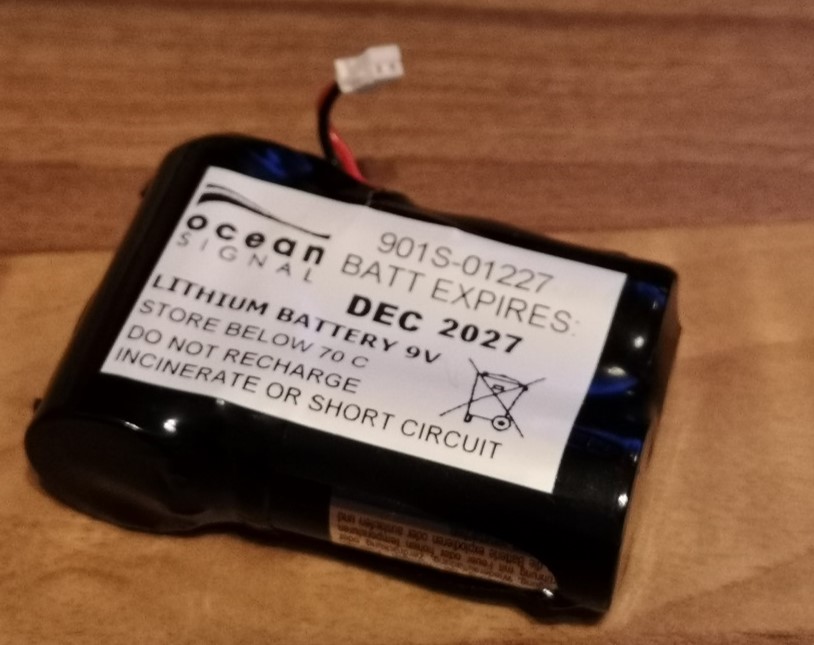 ocean
SIGNAL
901S-01227
BATT EXPIRES:
DEC 2027
LITHIUM BATTERY 9V
STORE BELOW 70 C
DO NOT RECHARGE
INCINERATE OR SHORT CIRCUIT